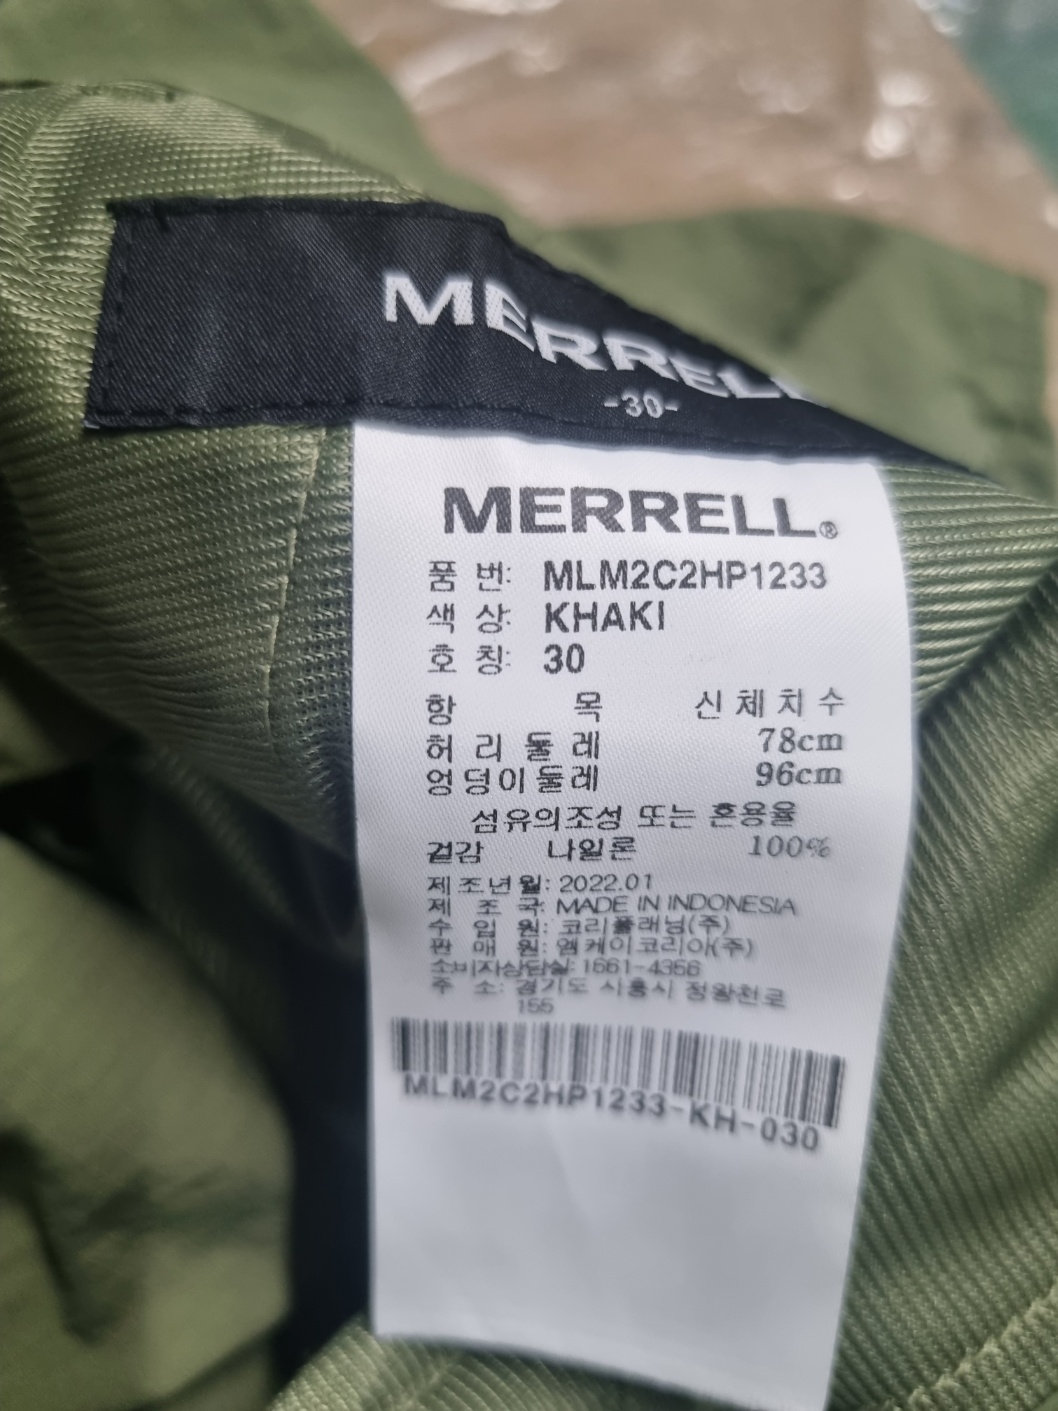 MERRELL
-30-
MERRELL®
품 번: MLM2C2HP1233
색 상: KHAKI
호 칭: 30
항 목 신체치수
허리둘레 78cm
엉덩이둘레 96cm
섬유의조성 또는 혼용율
겉감 나일론 100%
제조년월: 2022.01
제 조 국: MADE IN INDONESIA
수 입 원: 코리플래닝(주)
판 매 원: 엠케이코리아(주)
소비자상담실: 1661-4356
주 소: 경기도 시흥시 정왕천로
155
MLM2C2HP1233-KH-030